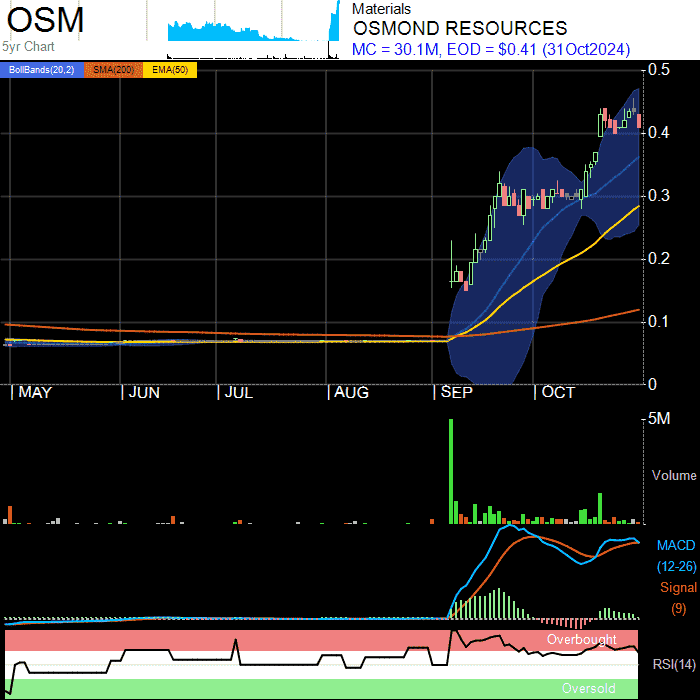 OSM
5yr Chart
Materials
OSMOND RESOURCES
MC = 30.1M, EOD = $0.41 (31Oct2024)
BollBands(20,2) SMA(200) EMA(50)
0.5
0.4
0.3
0.2
0.1
0
MAY JUN JUL AUG SEP OCT
5M
Volume
MACD
(12-26)
Signal
(9)
Overbought
RSI(14)
Oversold